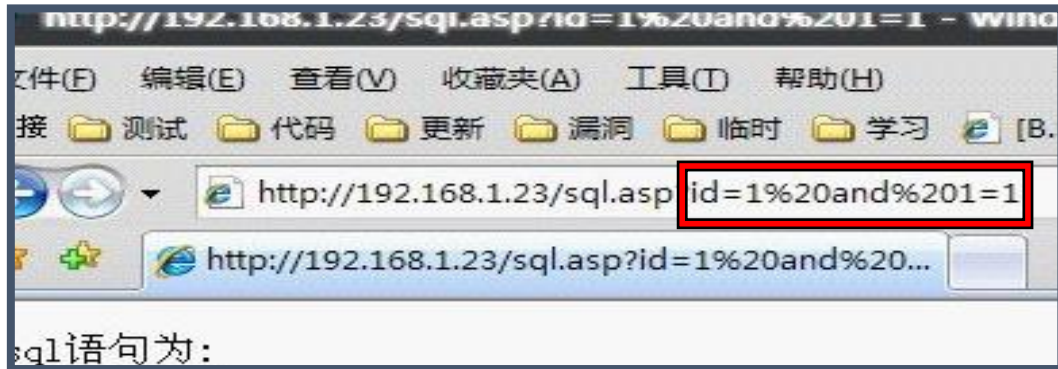 http://192.168.1.23/sql.asp?id=1%20and%201=1 - Wind
文件(F) 编辑(E) 查看(V) 收藏夹(A) 工具(T) 帮助(H)
接 测试 代码 更新 漏洞 临时 学习 [B.
http://192.168.1.23/sql.asp?id=1%20and%201=1
http://192.168.1.23/sql.asp?id=1%20and%20...
sql语句为: